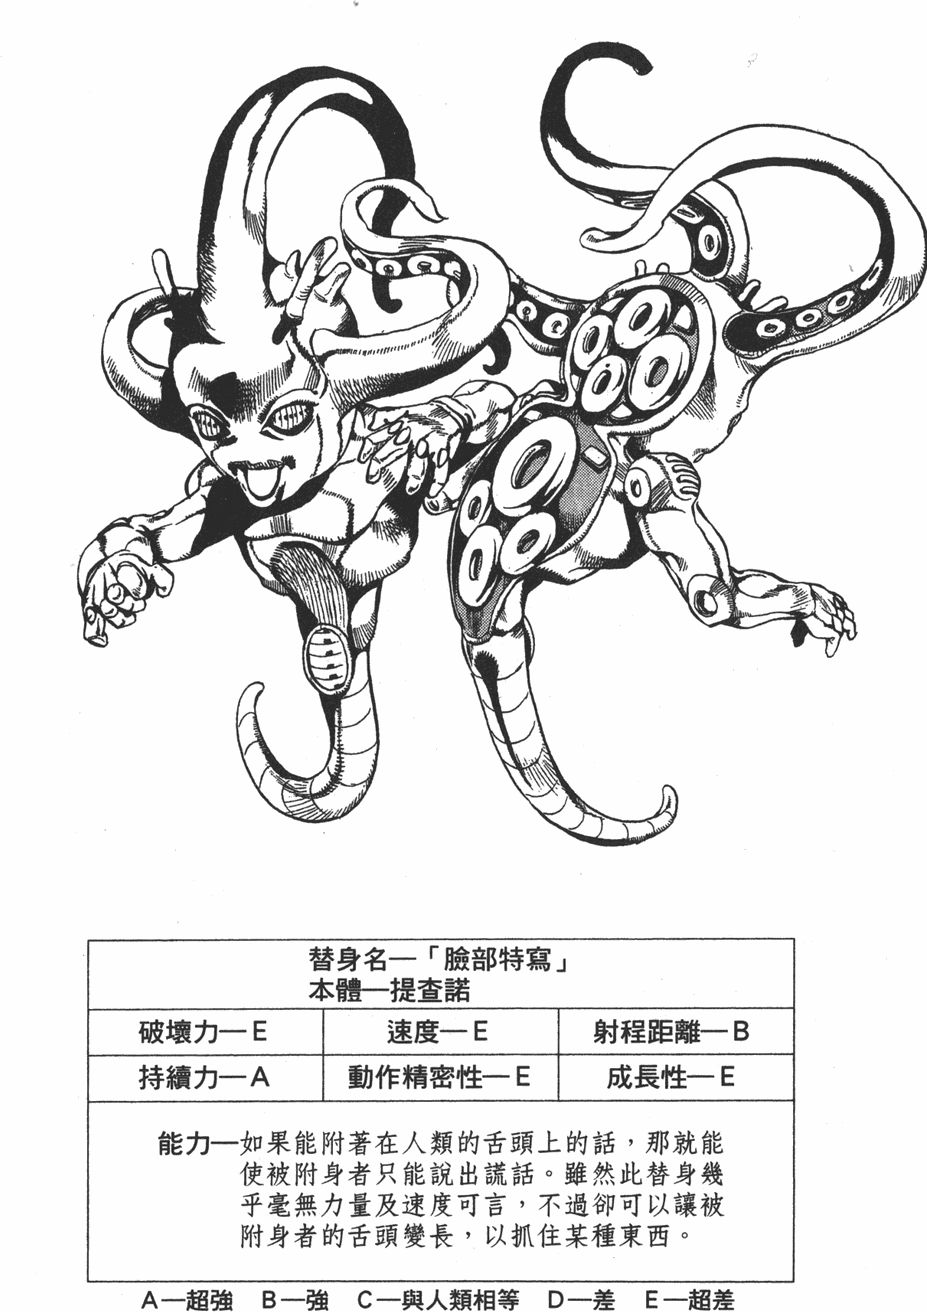 替身名—「臉部特寫」
本體—提查諾
破壞力—E 速度—E 射程距離—B
持續力—A 動作精密性—E 成長性—E
能力—如果能附著在人類的舌頭上的話，那就能
使被附身者只能說出謊話。雖然此替身幾
乎毫無力量及速度可言，不過卻可以讓被
附身者的舌頭變長，以抓住某種東西。
A—超強 B—強 C—與人類相等 D—差 E—超差